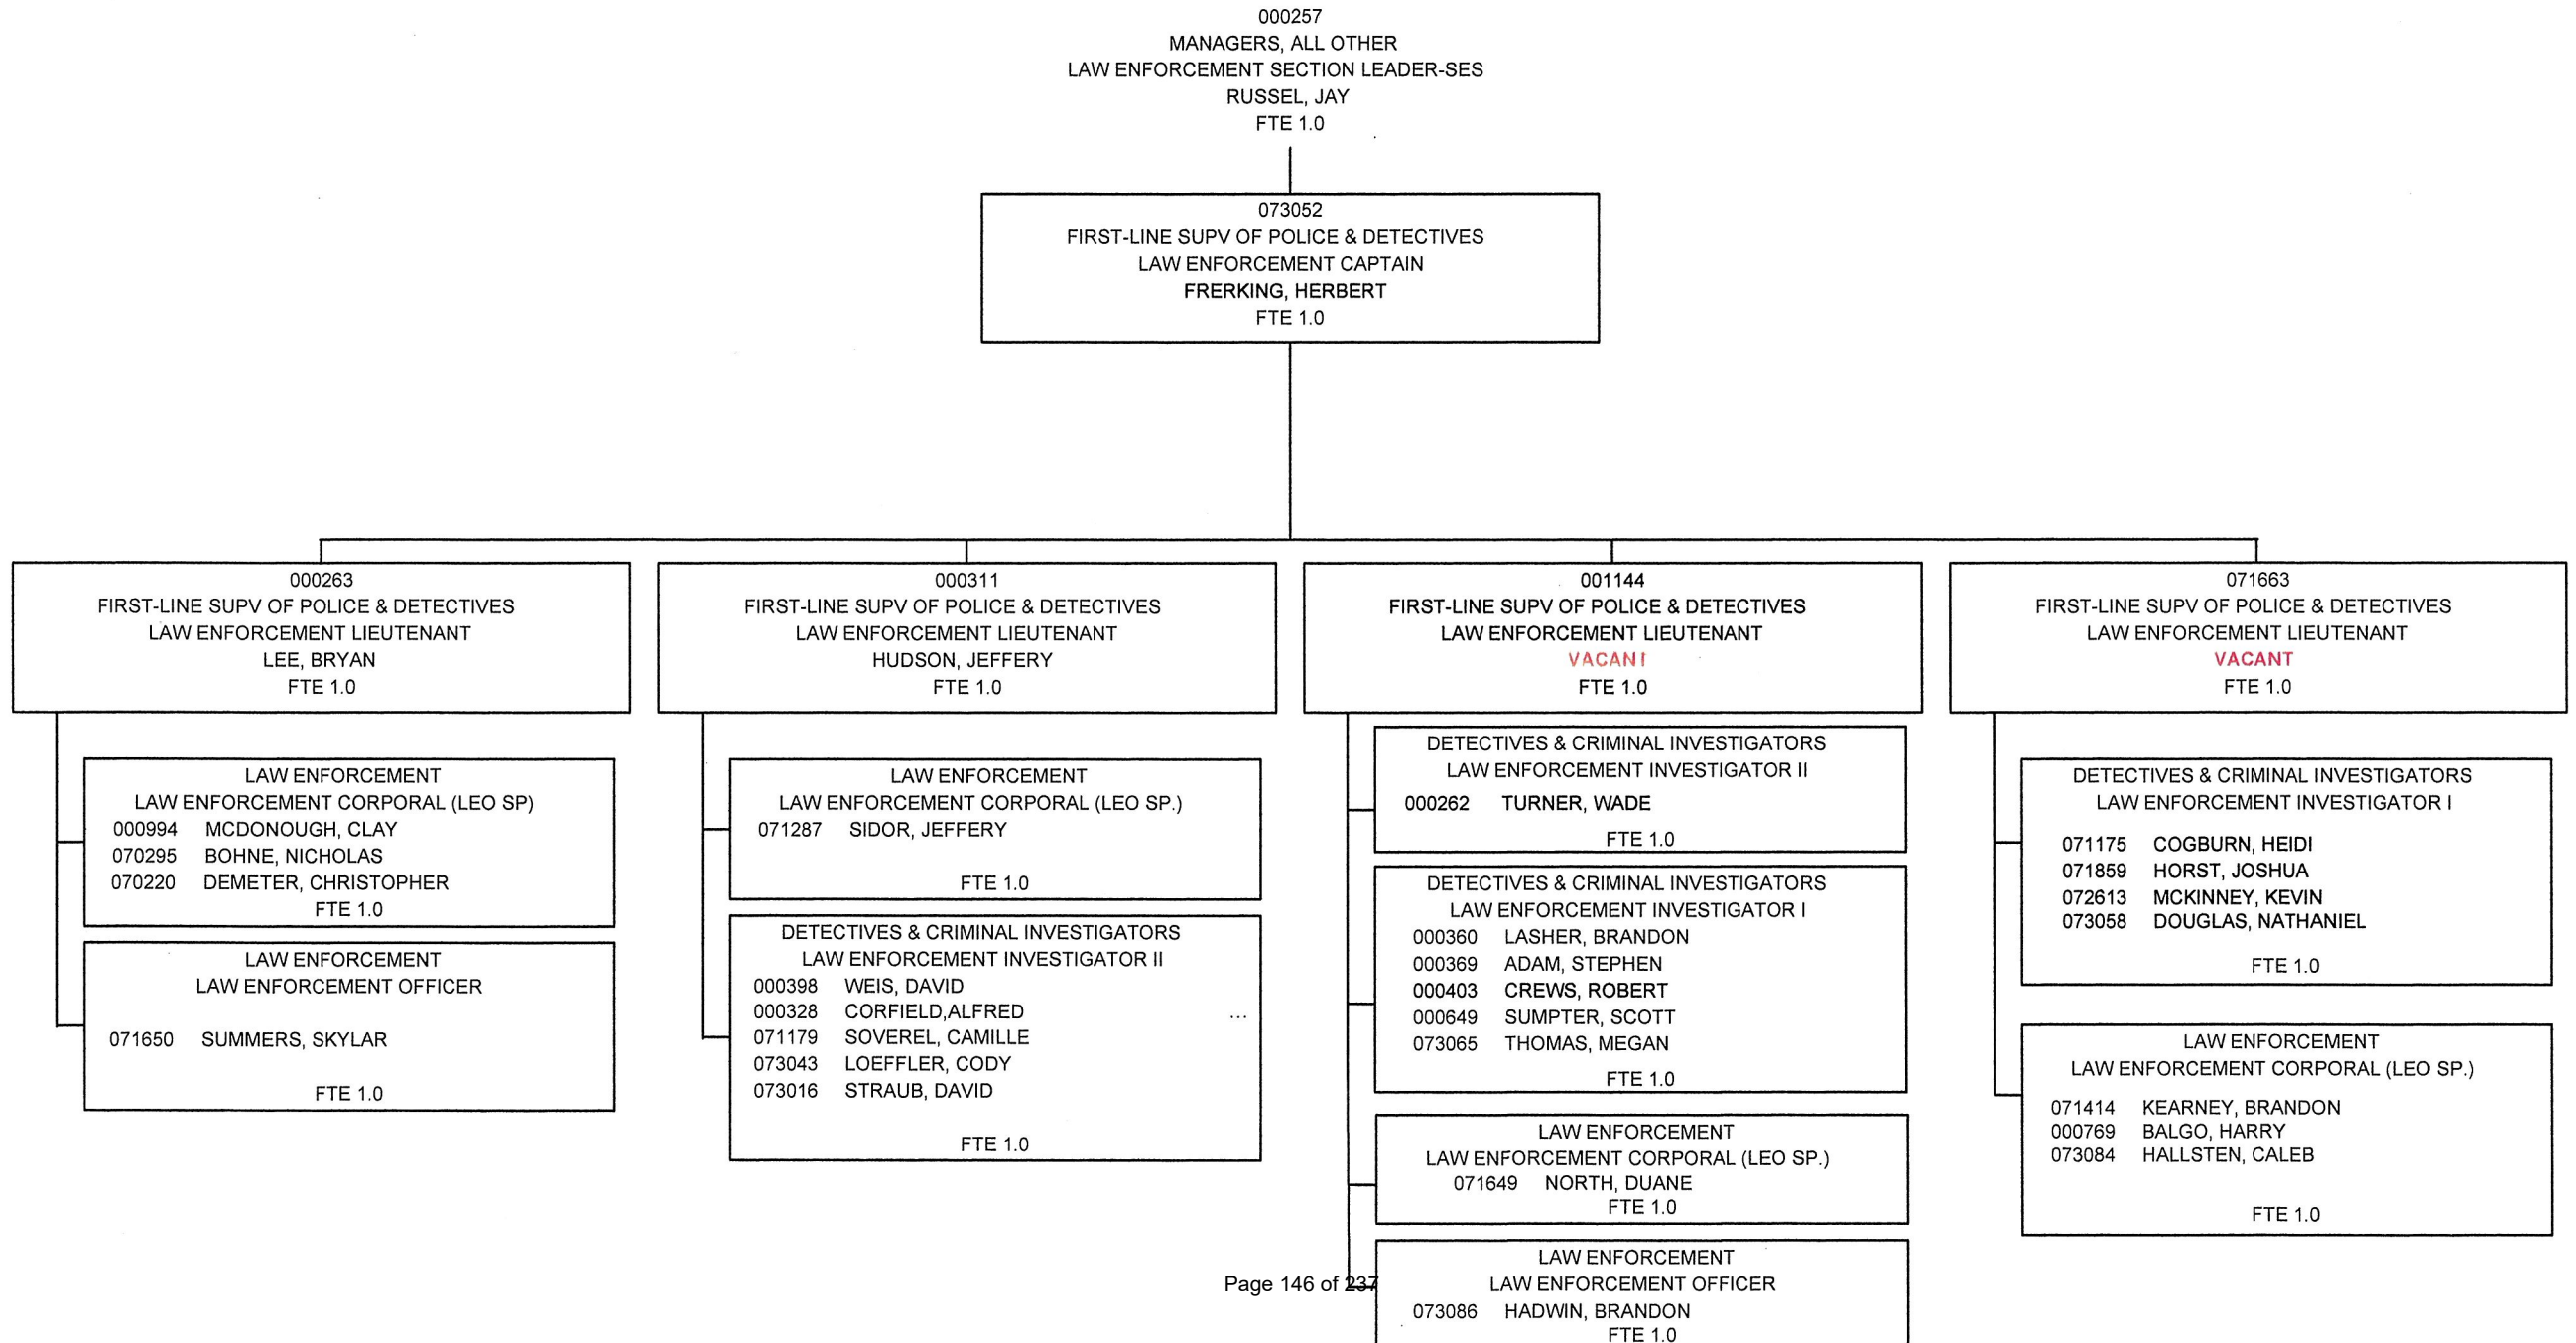 000257
MANAGERS, ALL OTHER
LAW ENFORCEMENT SECTION LEADER-SES
RUSSEL, JAY
FTE 1.0
073052
FIRST-LINE SUPV OF POLICE & DETECTIVES
LAW ENFORCEMENT CAPTAIN
FRERKING, HERBERT
FTE 1.0
000263
FIRST-LINE SUPV OF POLICE & DETECTIVES
LAW ENFORCEMENT LIEUTENANT
LEE, BRYAN
FTE 1.0
LAW ENFORCEMENT
LAW ENFORCEMENT CORPORAL (LEO SP)
000994 MCDONOUGH, CLAY
070295 BOHNE, NICHOLAS
070220 DEMETER, CHRISTOPHER
FTE 1.0
LAW ENFORCEMENT
LAW ENFORCEMENT OFFICER
071650 SUMMERS, SKYLAR
FTE 1.0
000311
FIRST-LINE SUPV OF POLICE & DETECTIVES
LAW ENFORCEMENT LIEUTENANT
HUDSON, JEFFERY
FTE 1.0
LAW ENFORCEMENT
LAW ENFORCEMENT CORPORAL (LEO SP.)
071287 SIDOR, JEFFERY
FTE 1.0
DETECTIVES & CRIMINAL INVESTIGATORS
LAW ENFORCEMENT INVESTIGATOR II
000398 WEIS, DAVID
000328 CORFIELD,ALFRED ...
071179 SOVEREL, CAMILLE
073043 LOEFFLER, CODY
073016 STRAUB, DAVID
FTE 1.0
001144
FIRST-LINE SUPV OF POLICE & DETECTIVES
LAW ENFORCEMENT LIEUTENANT
VACANT
FTE 1.0
DETECTIVES & CRIMINAL INVESTIGATORS
LAW ENFORCEMENT INVESTIGATOR II
000262 TURNER, WADE
FTE 1.0
DETECTIVES & CRIMINAL INVESTIGATORS
LAW ENFORCEMENT INVESTIGATOR I
000360 LASHER, BRANDON
000369 ADAM, STEPHEN
000403 CREWS, ROBERT
000649 SUMPTER, SCOTT
073065 THOMAS, MEGAN
FTE 1.0
LAW ENFORCEMENT
LAW ENFORCEMENT CORPORAL (LEO SP.)
071649 NORTH, DUANE
FTE 1.0
LAW ENFORCEMENT
LAW ENFORCEMENT OFFICER
073086 HADWIN, BRANDON
FTE 1.0
071663
FIRST-LINE SUPV OF POLICE & DETECTIVES
LAW ENFORCEMENT LIEUTENANT
VACANT
FTE 1.0
DETECTIVES & CRIMINAL INVESTIGATORS
LAW ENFORCEMENT INVESTIGATOR I
071175 COGBURN, HEIDI
071859 HORST, JOSHUA
072613 MCKINNEY, KEVIN
073058 DOUGLAS, NATHANIEL
FTE 1.0
LAW ENFORCEMENT
LAW ENFORCEMENT CORPORAL (LEO SP.)
071414 KEARNEY, BRANDON
000769 BALGO, HARRY
073084 HALLSTEN, CALEB
FTE 1.0
Page 146 of 237